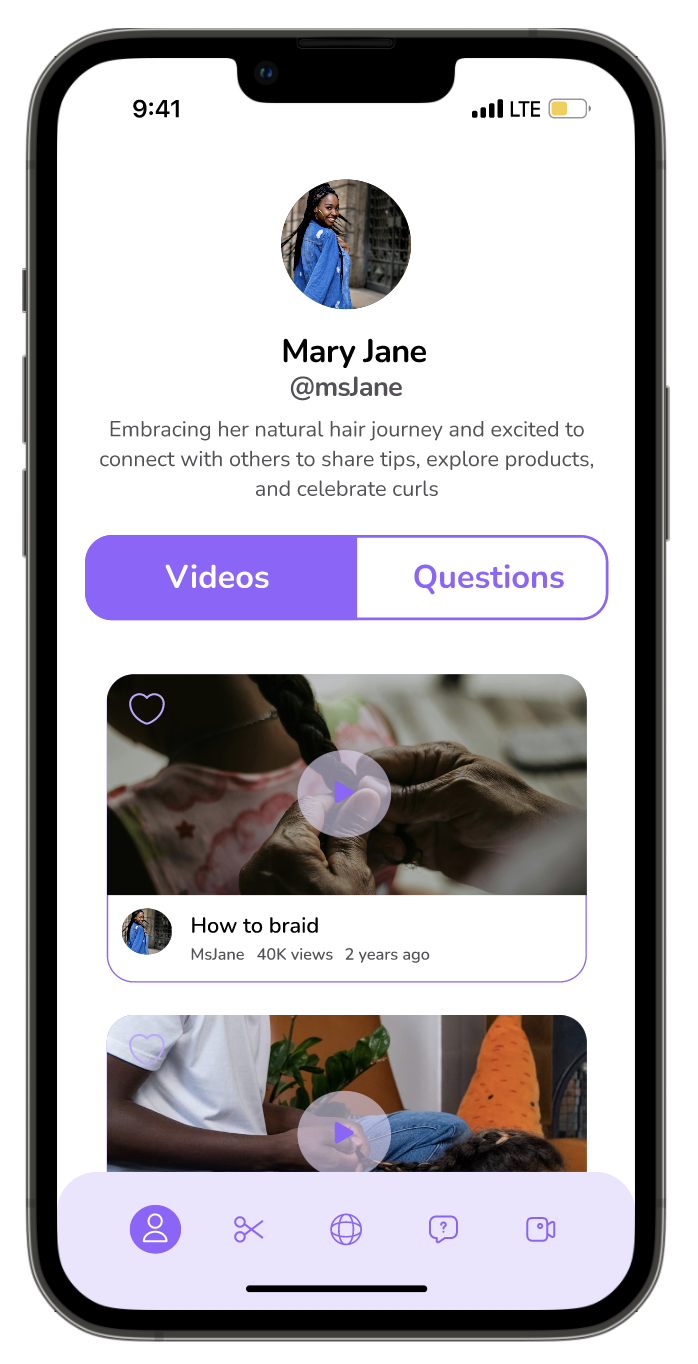 9:41 LTE
Mary Jane
@msJane
Embracing her natural hair journey and excited to
connect with others to share tips, explore products,
and celebrate curls
Videos Questions
How to braid
MsJane 40K views 2 years ago
?